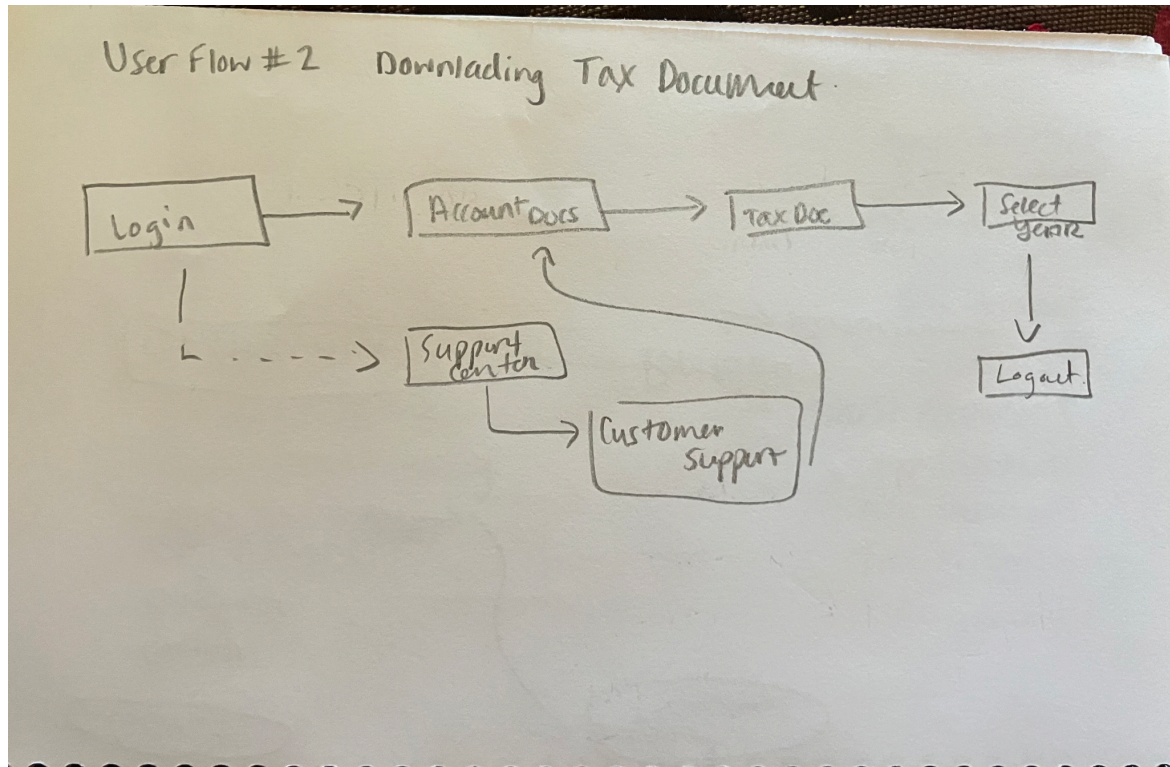 User Flow #2 Downlading Tax Document.
Login
Account Docs
Tax Doc
Select
year
Support
Center
Customer
Support
Logout